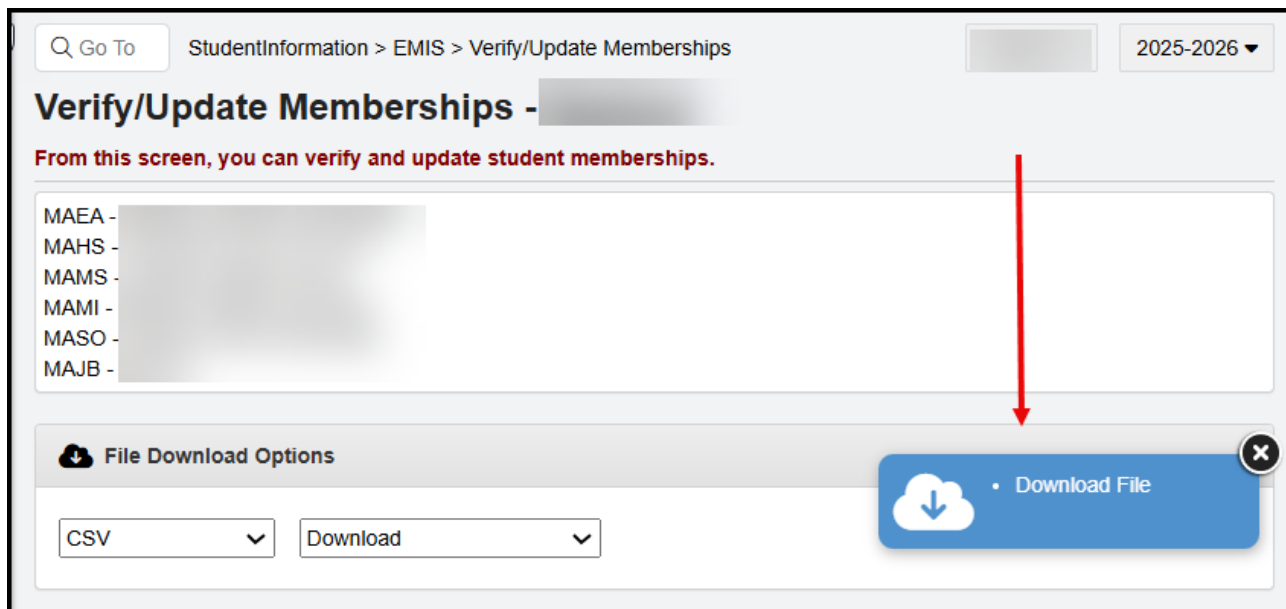 Go To
StudentInformation > EMIS > Verify/Update Memberships
2025-2026
Verify/Update Memberships -
From this screen, you can verify and update student memberships.
MAEA -
MAHS -
MAMS -
MAMI -
MASO -
MAJB -
File Download Options
Download File
CSV
Download